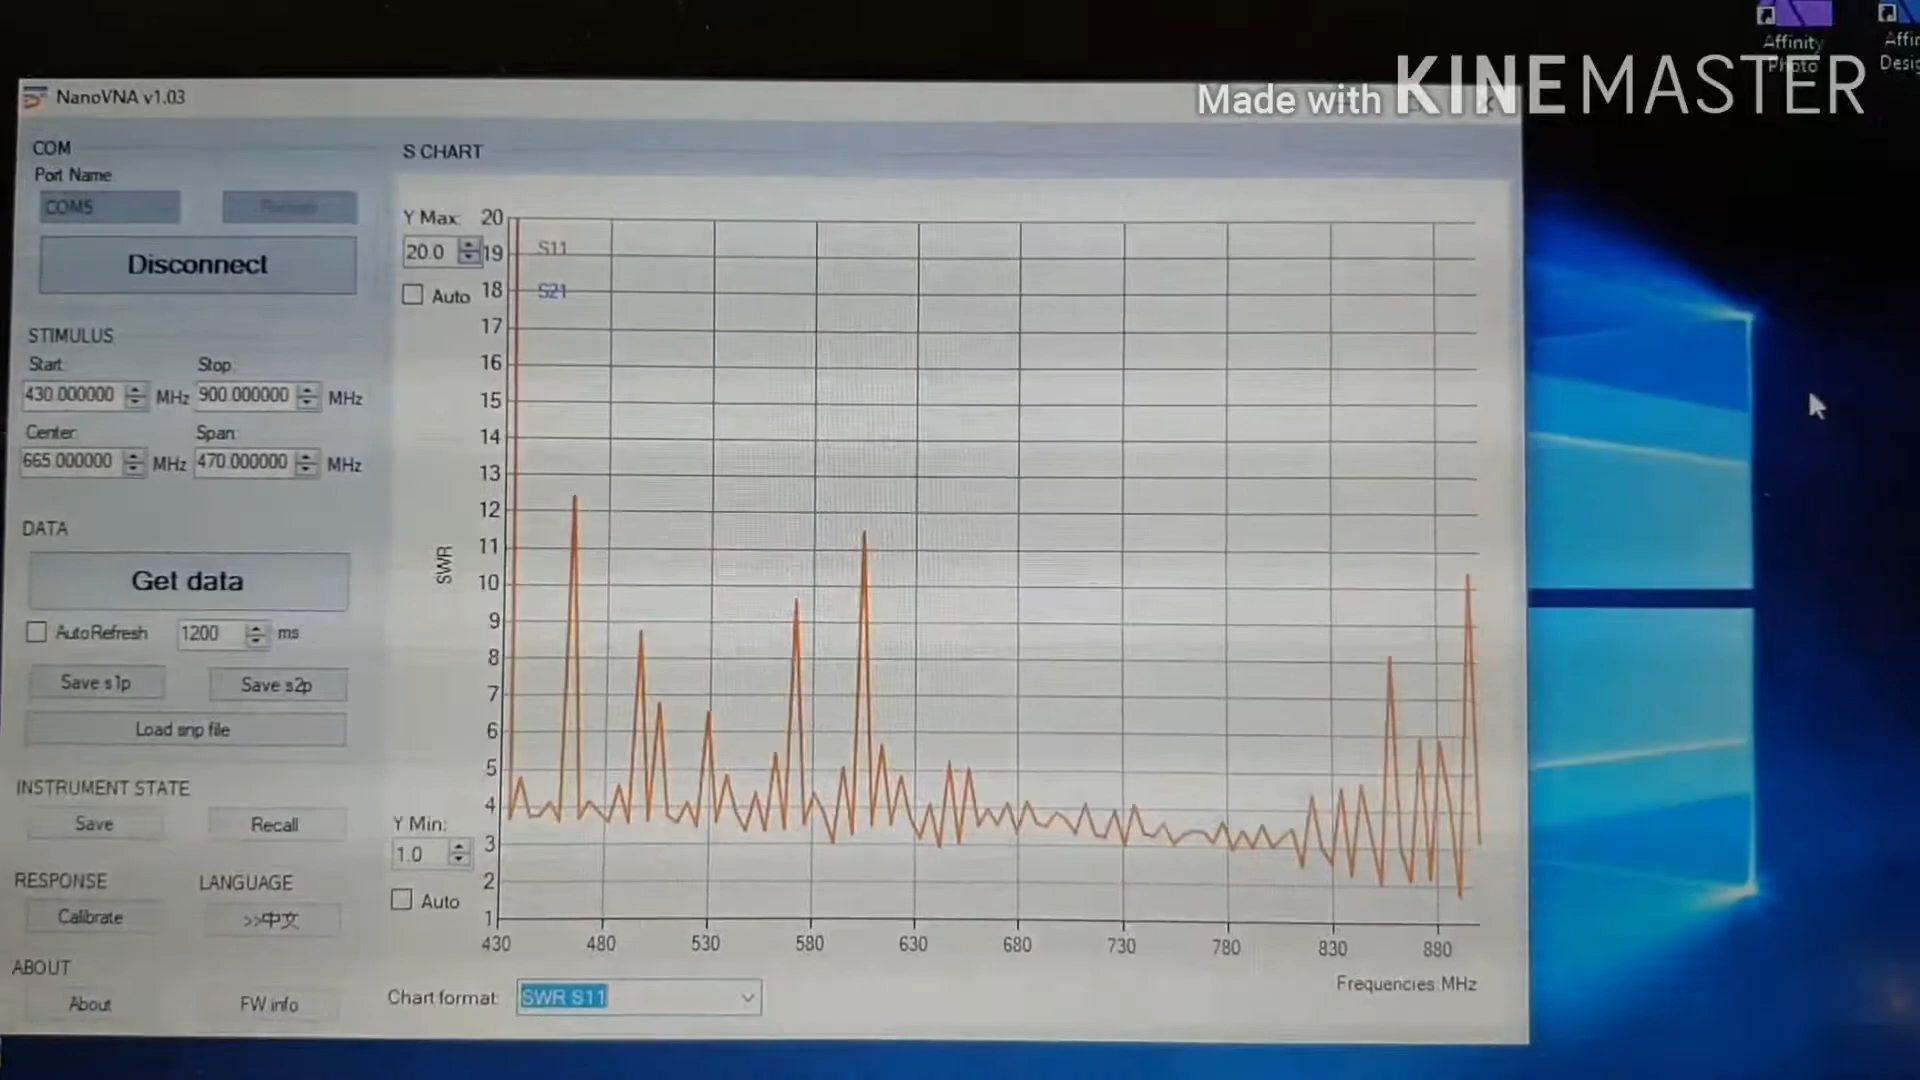 Affinity
Photo
Affin
Desig
Made with KINEMASTER
NanoVNA v1.03
COM
Port Name
COM5
Disconnect
STIMULUS
Start:
Stop:
430.000000 MHz 900.000000 MHz
Center:
Span:
665.000000 MHz 470.000000 MHz
DATA
Get data
AutoRefresh 1200 ms
Save s1p
Save s2p
Load snp file
INSTRUMENT STATE
Save
Recall
RESPONSE
LANGUAGE
Calibrate
>>中文
ABOUT
About
FW info
S CHART
Y Max:
20.0
Auto
S11
S21
20
19
18
17
16
15
14
13
12
11
10
9
8
7
6
5
4
3
2
1
SWR
Y Min:
1.0
Auto
430 480 530 580 630 680 730 780 830 880
Frequencies:MHz
Chart format: SWR S11